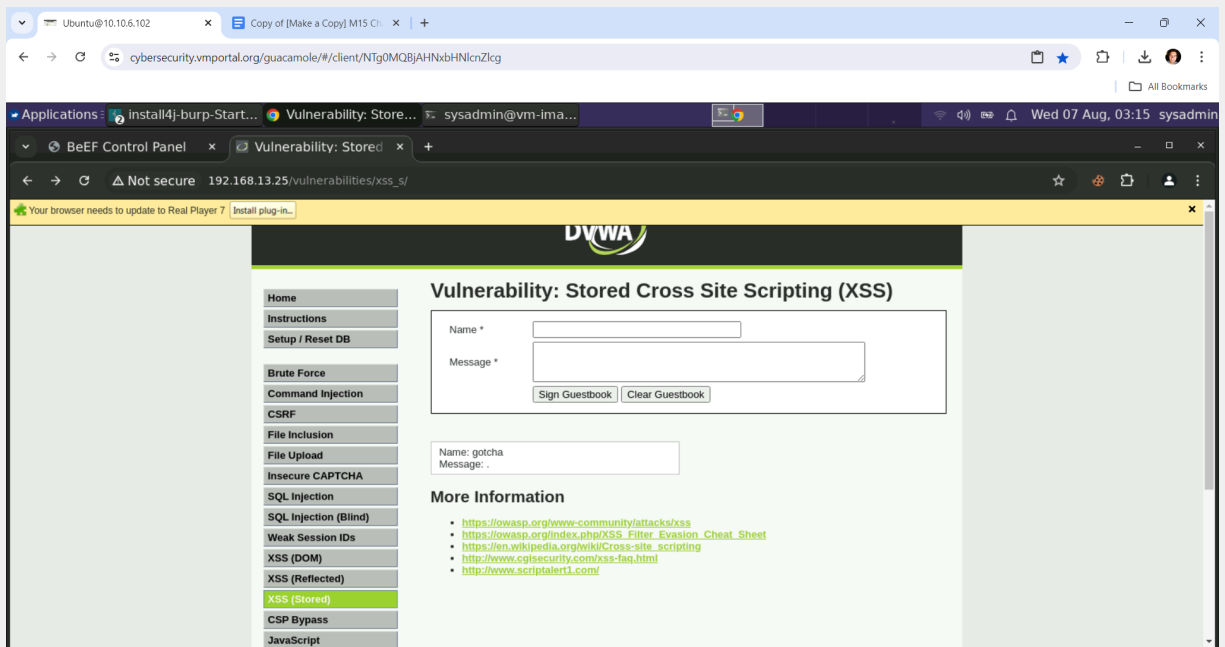 Ubuntu@10.10.6.102
Copy of [Make a Copy] M15 Ch
cybersecurity.vmportal.org/guacamole/#/client/NTg0MQBjAHNxbHNlcnZlcg
All Bookmarks
Applications
install4j-burp-Start...
Vulnerability: Store...
sysadmin@vm-ima...
Wed 07 Aug, 03:15 sysadmin
BeEF Control Panel
Vulnerability: Stored
Not secure 192.168.13.25/vulnerabilities/xss_s/
Your browser needs to update to Real Player 7 Install plug-in...
DVWA
Home
Instructions
Setup / Reset DB
Brute Force
Command Injection
CSRF
File Inclusion
File Upload
Insecure CAPTCHA
SQL Injection
SQL Injection (Blind)
Weak Session IDs
XSS (DOM)
XSS (Reflected)
XSS (Stored)
CSP Bypass
JavaScript
Vulnerability: Stored Cross Site Scripting (XSS)
Name *
Message *
Sign Guestbook Clear Guestbook
Name: gotcha
Message: .
More Information
https://owasp.org/www-community/attacks/xss
https://owasp.org/index.php/XSS_Filter_Evasion_Cheat_Sheet
https://en.wikipedia.org/wiki/Cross-site_scripting
http://www.cgisecurity.com/xss-faq.html
http://www.scriptalert1.com/